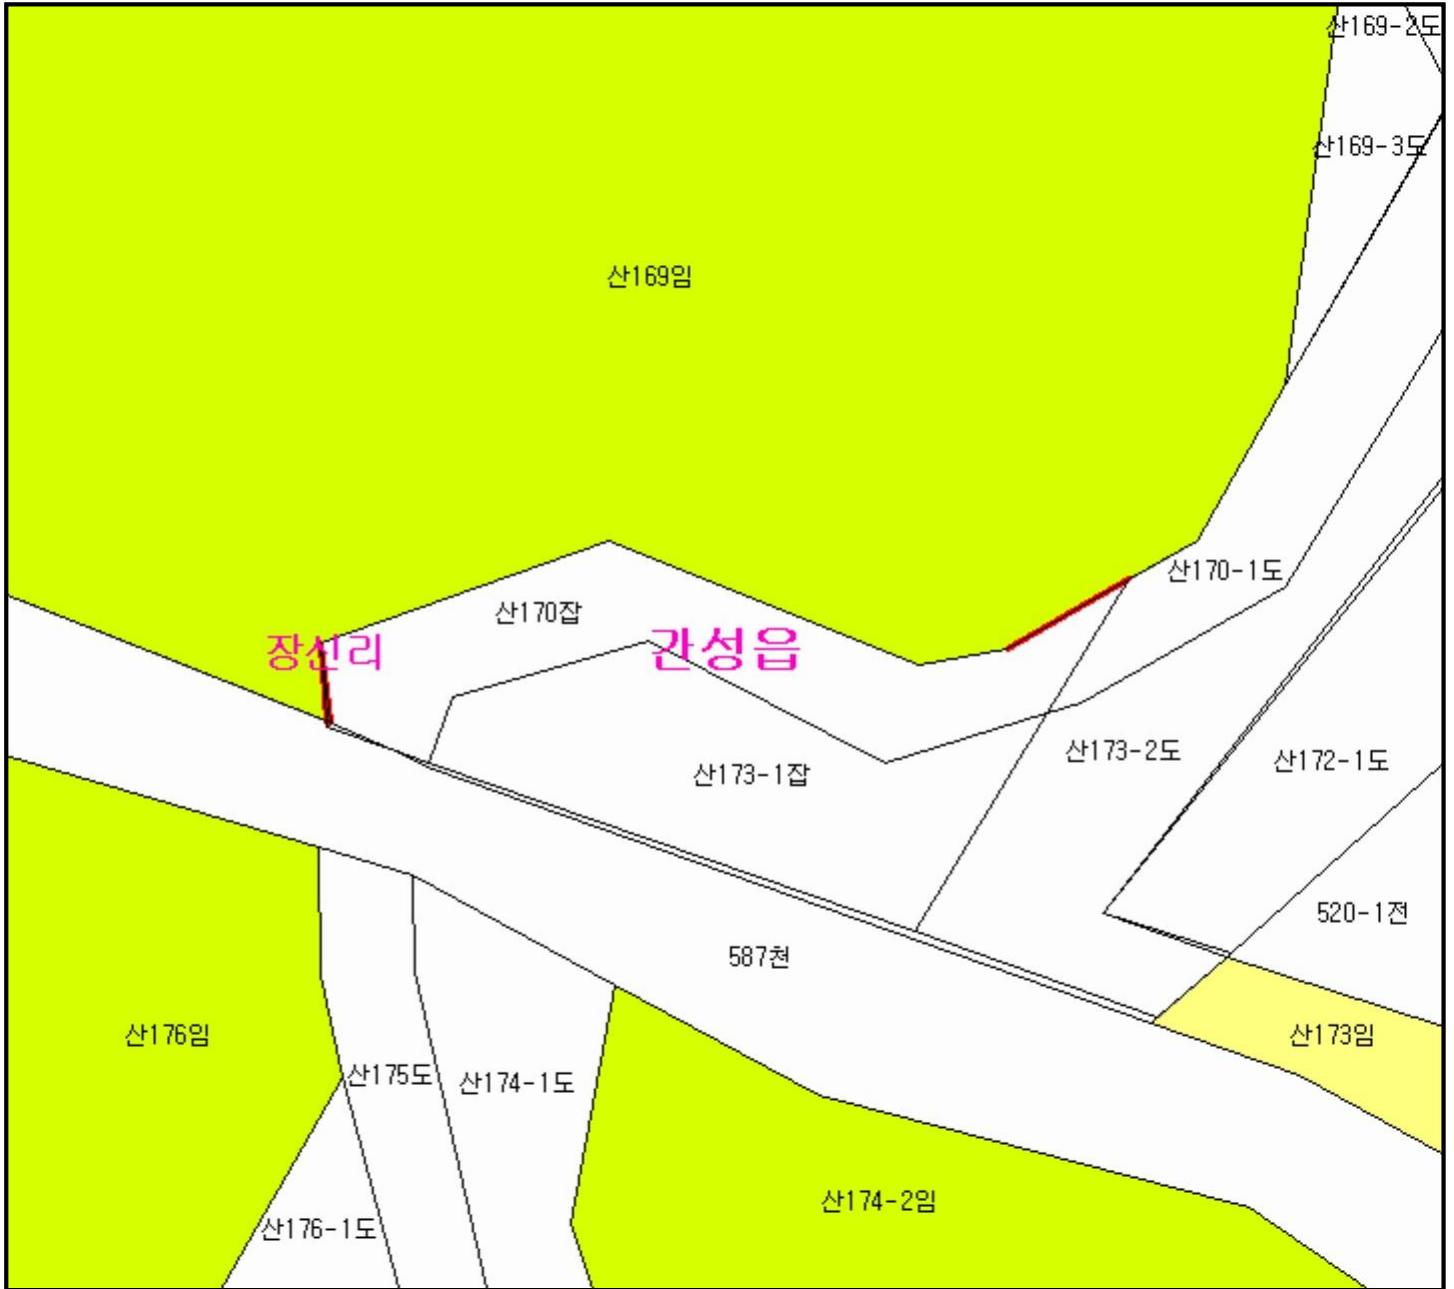 산169-2도
산169-3도
산169임
산170-1도
산170잡
장신리
간성읍
산173-2도
산172-1도
산173-1잡
520-1전
587천
산176임
산173임
산175도
산174-1도
산174-2임
산176-1도